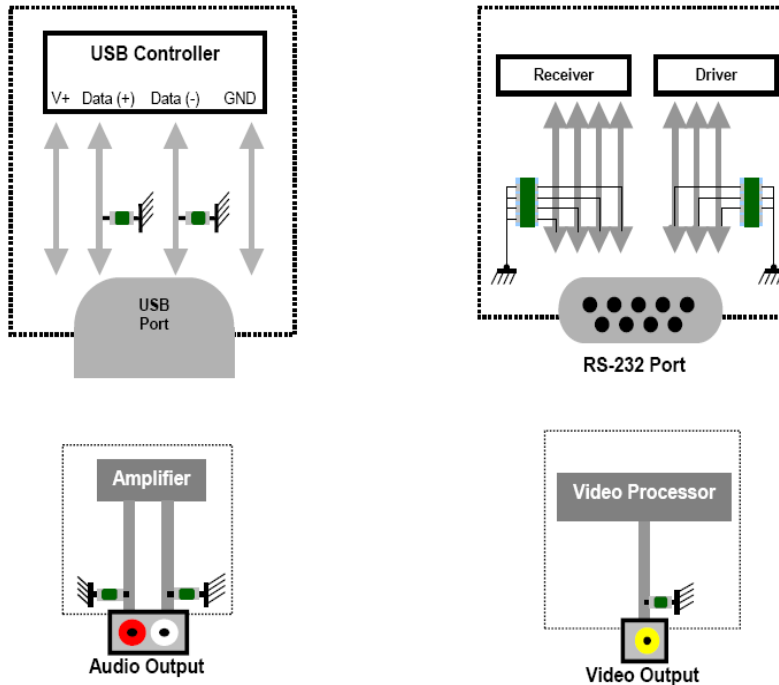 USB Controller
V+ Data (+) Data (-) GND
USB
Port
Receiver
Driver
RS-232 Port
Amplifier
Audio Output
Video Processor
Video Output